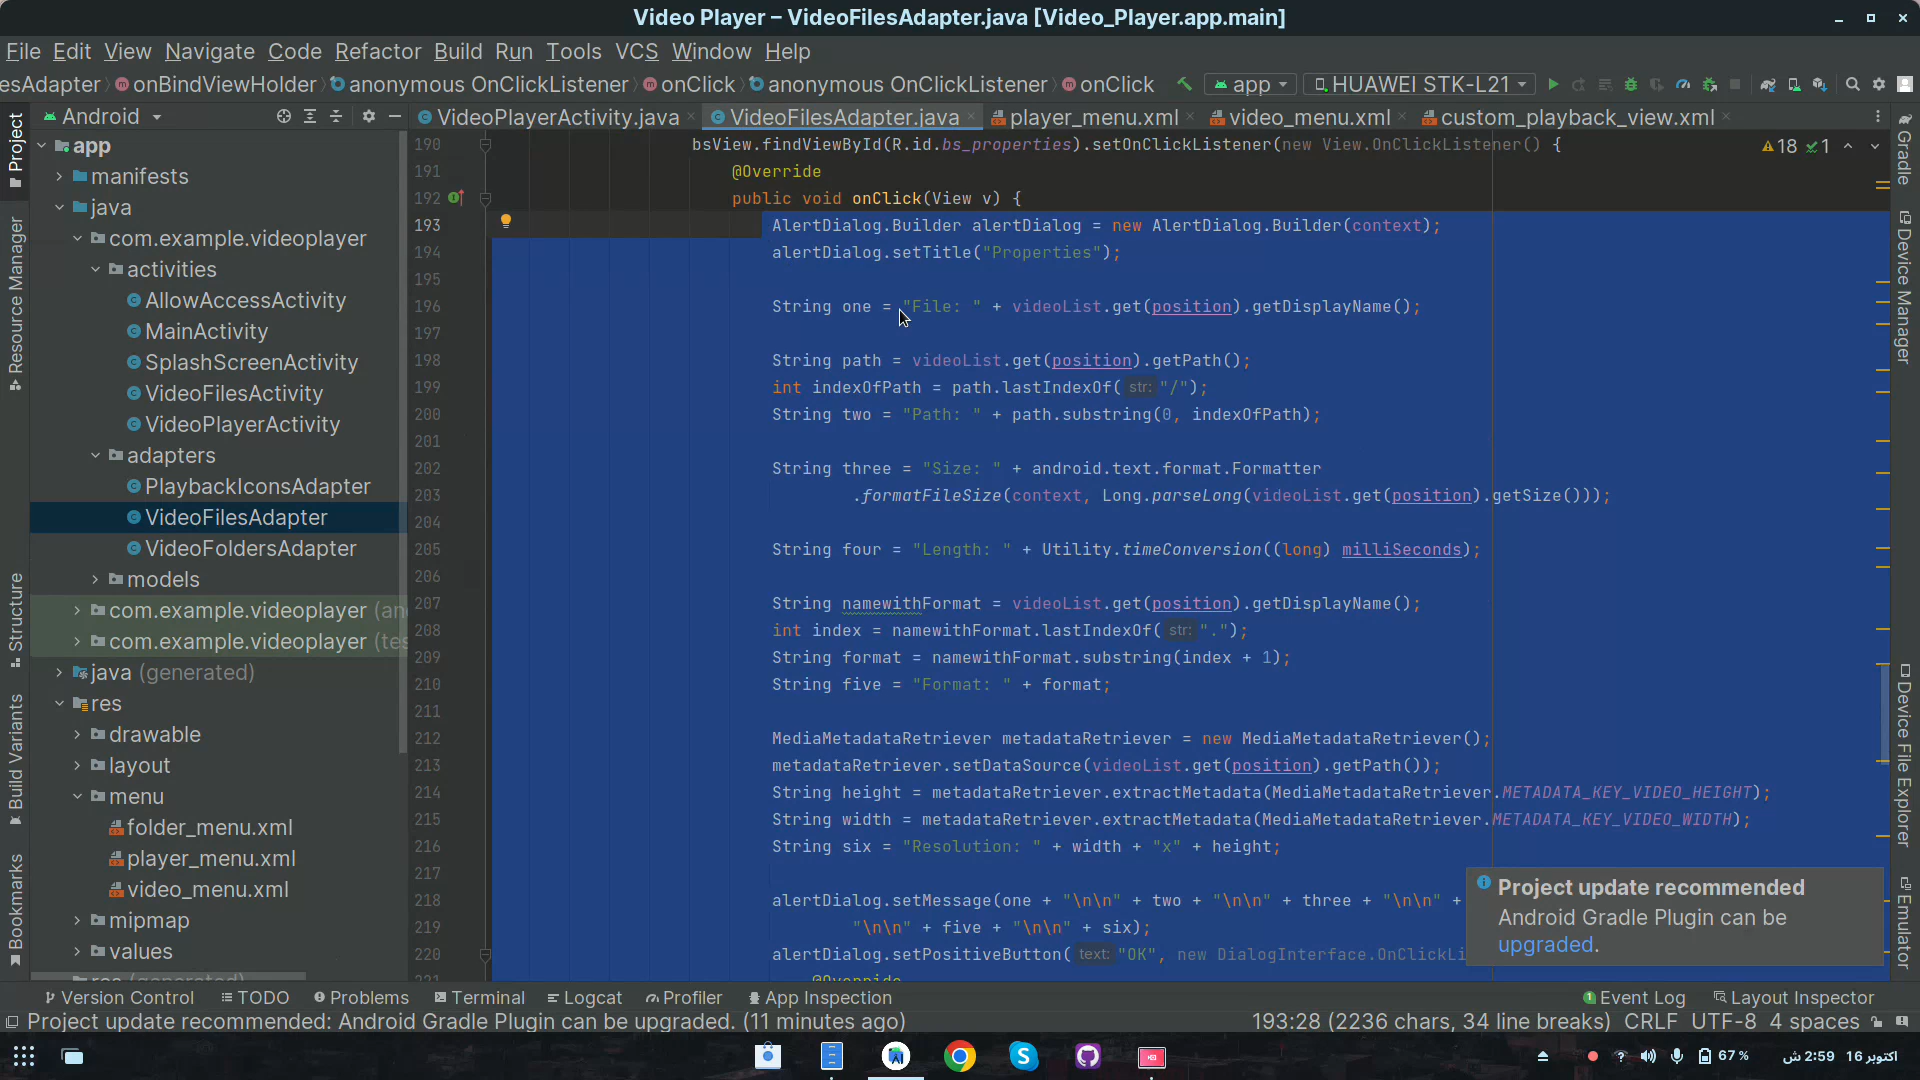 Video Player – VideoFilesAdapter.java [Video_Player.app.main]
File Edit View Navigate Code Refactor Build Run Tools VCS Window Help
esAdapter onBindViewHolder anonymous OnClickListener onClick anonymous OnClickListener onClick app HUAWEI STK-L21
Android
VideoPlayerActivity.java VideoFilesAdapter.java player_menu.xml video_menu.xml custom_playback_view.xml
Project
Resource Manager
Structure
Build Variants
Bookmarks
app
manifests
java
com.example.videoplayer
activities
AllowAccessActivity
MainActivity
SplashScreenActivity
VideoFilesActivity
VideoPlayerActivity
adapters
PlaybackIconsAdapter
VideoFilesAdapter
VideoFoldersAdapter
models
com.example.videoplayer (an
com.example.videoplayer (tes
java (generated)
res
drawable
layout
menu
folder_menu.xml
player_menu.xml
video_menu.xml
mipmap
values
res (generated)
18 1
190 bsView.findViewById(R.id.bs_properties).setOnClickListener(new View.OnClickListener() {
191 @Override
192 public void onClick(View v) {
193 AlertDialog.Builder alertDialog = new AlertDialog.Builder(context);
194 alertDialog.setTitle("Properties");
195
196 String one = "File: " + videoList.get(position).getDisplayName();
197
198 String path = videoList.get(position).getPath();
199 int indexOfPath = path.lastIndexOf( str: "/");
200 String two = "Path: " + path.substring(0, indexOfPath);
201
202 String three = "Size: " + android.text.format.Formatter
203 .formatFileSize(context, Long.parseLong(videoList.get(position).getSize()));
204
205 String four = "Length: " + Utility.timeConversion((long) milliSeconds);
206
207 String namewithFormat = videoList.get(position).getDisplayName();
208 int index = namewithFormat.lastIndexOf( str: ".");
209 String format = namewithFormat.substring(index + 1);
210 String five = "Format: " + format;
211
212 MediaMetadataRetriever metadataRetriever = new MediaMetadataRetriever();
213 metadataRetriever.setDataSource(videoList.get(position).getPath());
214 String height = metadataRetriever.extractMetadata(MediaMetadataRetriever.METADATA_KEY_VIDEO_HEIGHT);
215 String width = metadataRetriever.extractMetadata(MediaMetadataRetriever.METADATA_KEY_VIDEO_WIDTH);
216 String six = "Resolution: " + width + "x" + height;
217
218 alertDialog.setMessage(one + "\n\n" + two + "\n\n" + three + "\n\n" +
219 "\n\n" + five + "\n\n" + six);
220 alertDialog.setPositiveButton( text: "OK", new DialogInterface.OnClickLi
221 @Override
Project update recommended
Android Gradle Plugin can be
upgraded.
Gradle
Device Manager
Device File Explorer
Emulator
Version Control TODO Problems Terminal Logcat Profiler App Inspection 1 Event Log Layout Inspector
Project update recommended: Android Gradle Plugin can be upgraded. (11 minutes ago) 193:28 (2236 chars, 34 line breaks) CRLF UTF-8 4 spaces
67 % 2:59 ش اکتوبر 16